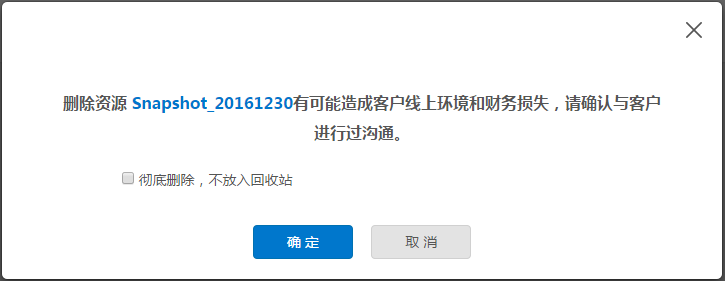 删除资源 Snapshot_20161230有可能造成客户线上环境和财务损失，请确认与客户
进行过沟通。
彻底删除，不放入回收站
确 定
取 消